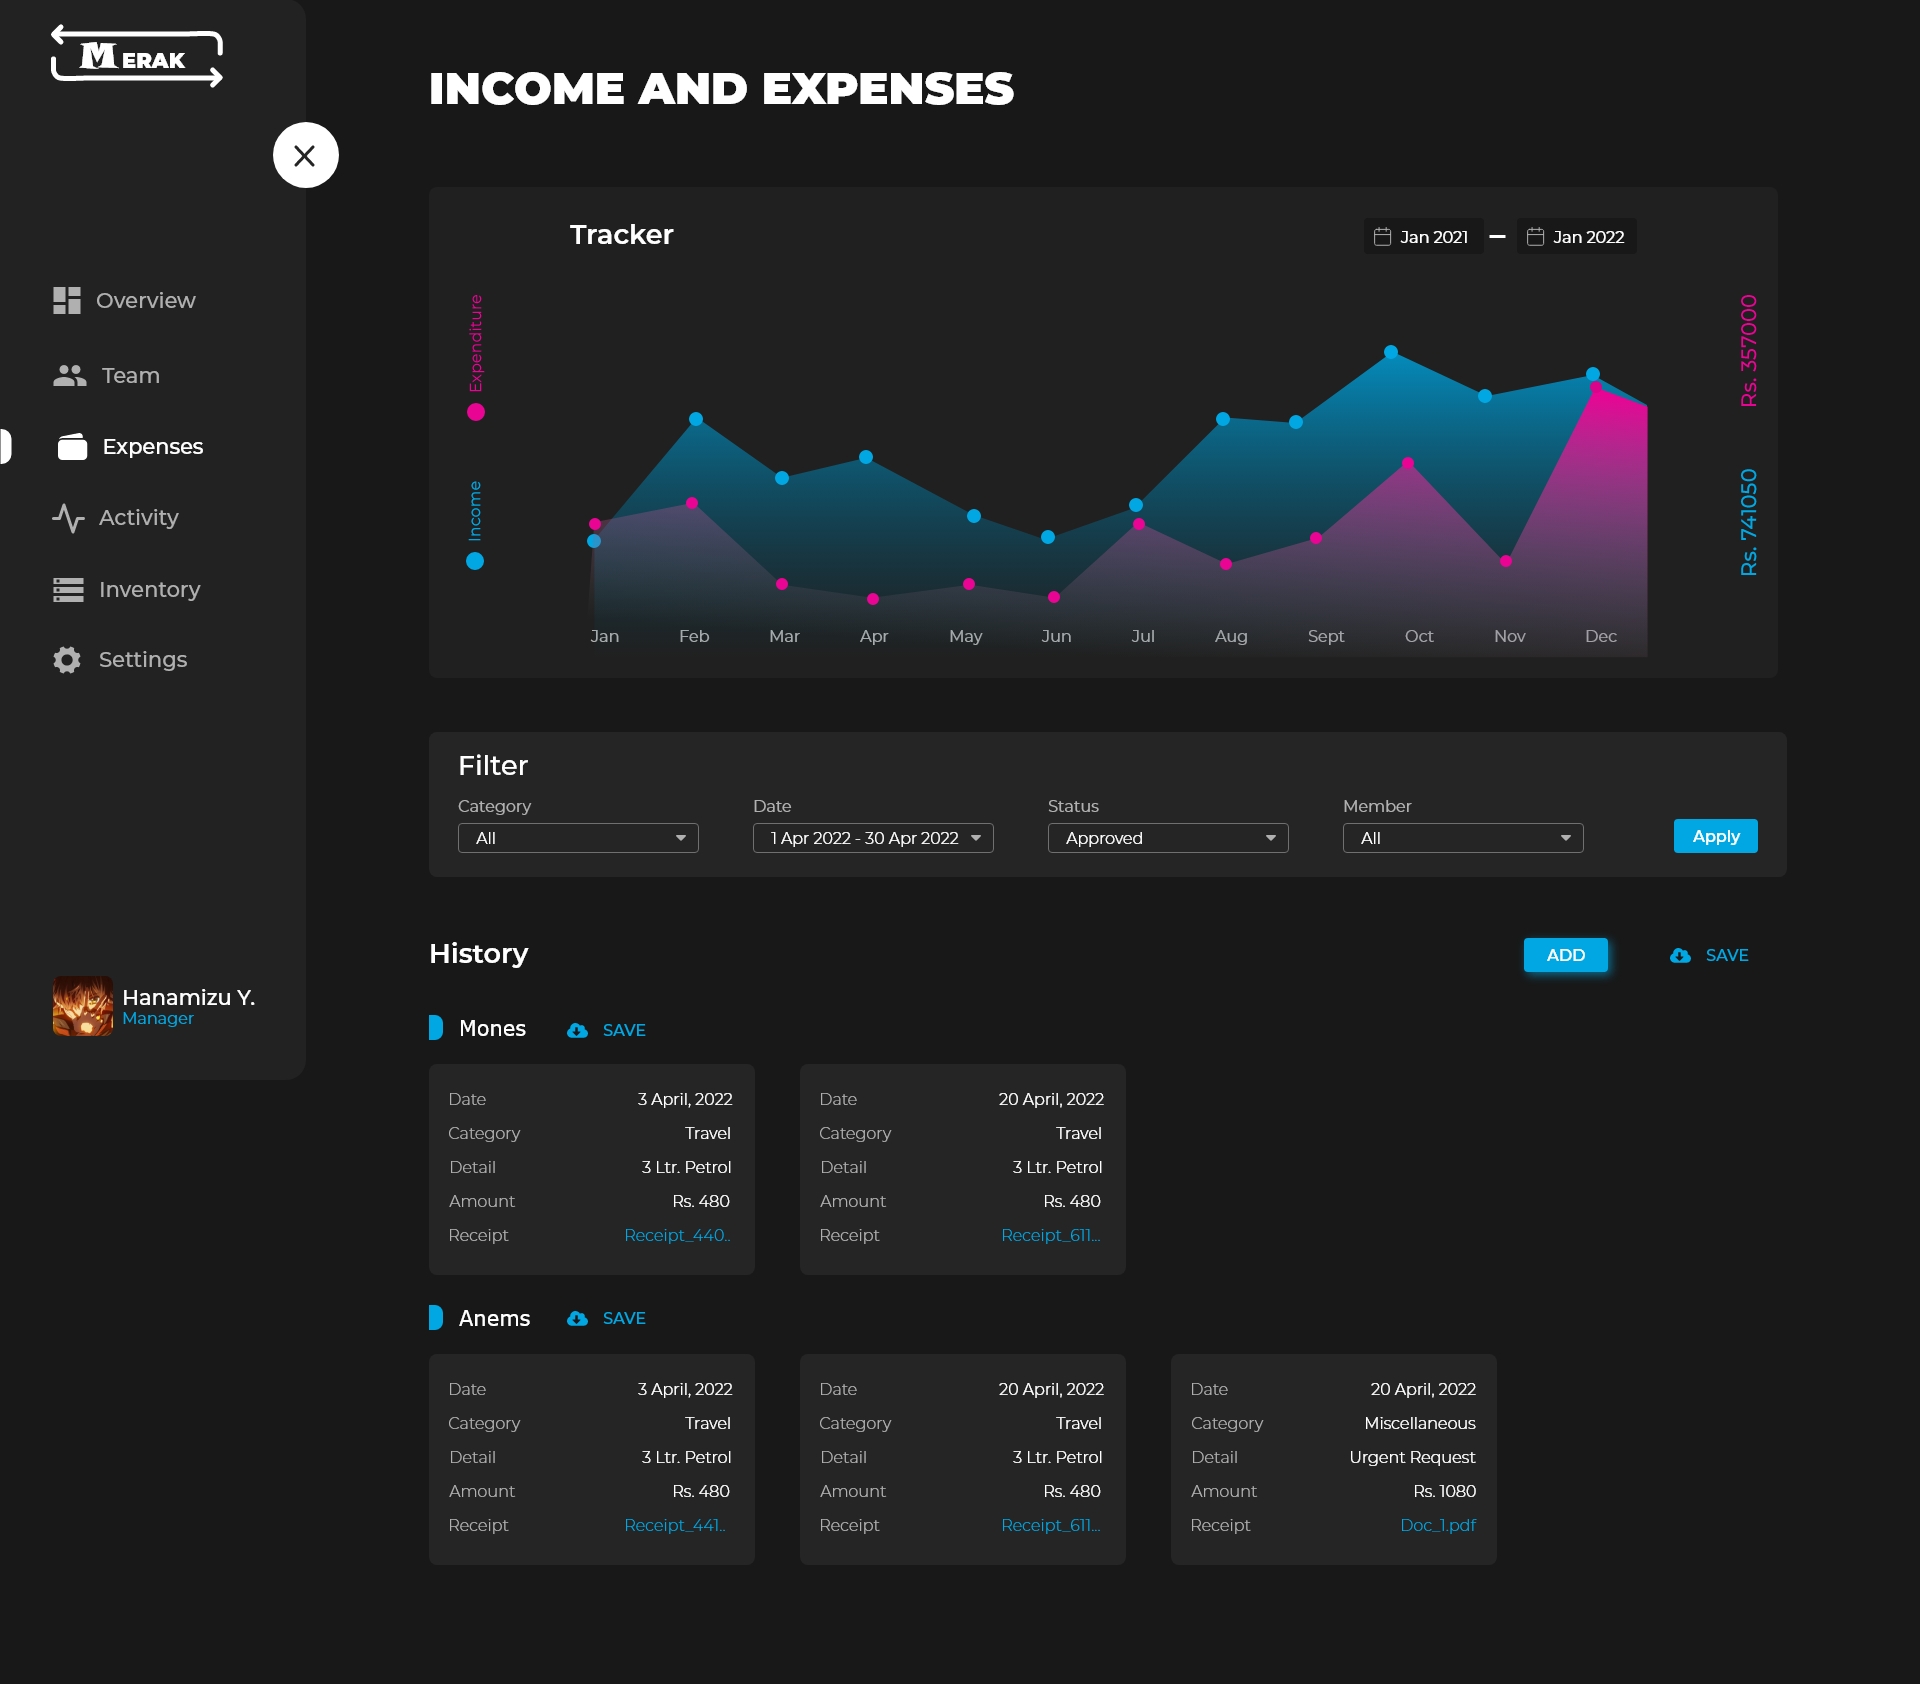 MERAK
INCOME AND EXPENSES
Overview
Team
Expenses
Activity
Inventory
Settings
Hanamizu Y.
Manager
Tracker
Jan 2021 – Jan 2022
Expenditure
Income
Rs. 357000
Rs. 741050
Jan Feb Mar Apr May Jun Jul Aug Sept Oct Nov Dec
Filter
Category Date Status Member
All 1 Apr 2022 - 30 Apr 2022 Approved All Apply
History ADD SAVE
Mones SAVE
Date 3 April, 2022
Category Travel
Detail 3 Ltr. Petrol
Amount Rs. 480
Receipt Receipt_440..
Date 20 April, 2022
Category Travel
Detail 3 Ltr. Petrol
Amount Rs. 480
Receipt Receipt_611...
Anems SAVE
Date 3 April, 2022
Category Travel
Detail 3 Ltr. Petrol
Amount Rs. 480
Receipt Receipt_441..
Date 20 April, 2022
Category Travel
Detail 3 Ltr. Petrol
Amount Rs. 480
Receipt Receipt_611...
Date 20 April, 2022
Category Miscellaneous
Detail Urgent Request
Amount Rs. 1080
Receipt Doc_1.pdf